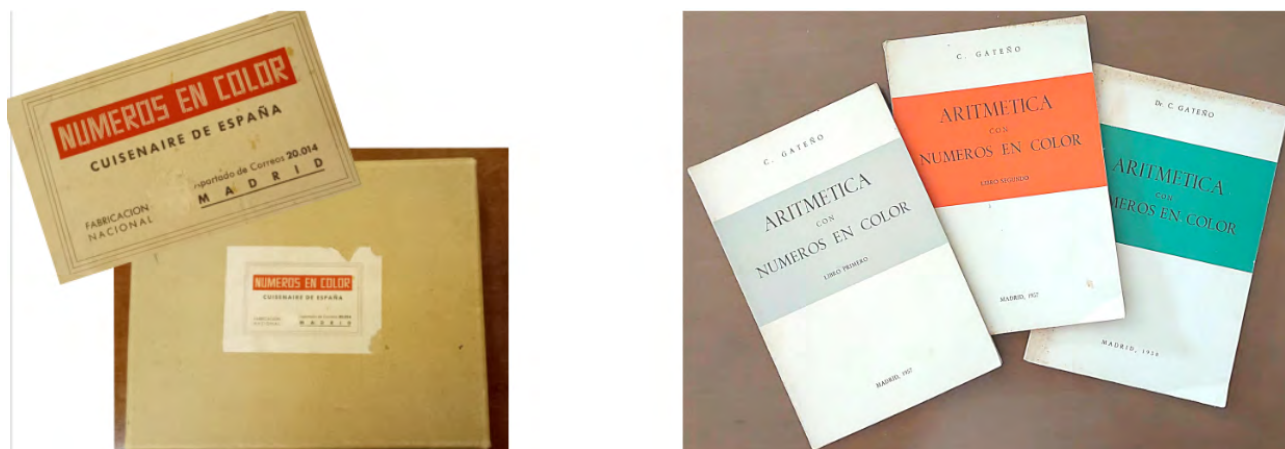 NUMEROS EN COLOR
CUISENAIRE DE ESPAÑA
partado de Correos 20.014
MADRID
FABRICACION
NACIONAL
NUMEROS EN COLOR
CUISENAIRE DE ESPAÑA
MADRID
C. GATEÑO
ARITMETICA
CON
NUMEROS EN COLOR
LIBRO PRIMERO
MADRID, 1957
C. GATEÑO
ARITMETICA
CON
NUMEROS EN COLOR
LIBRO SEGUNDO
MADRID, 1957
Dr. C. GATEÑO
ARITMETICA
CON
MEROS EN COLOR
MADRID, 1958